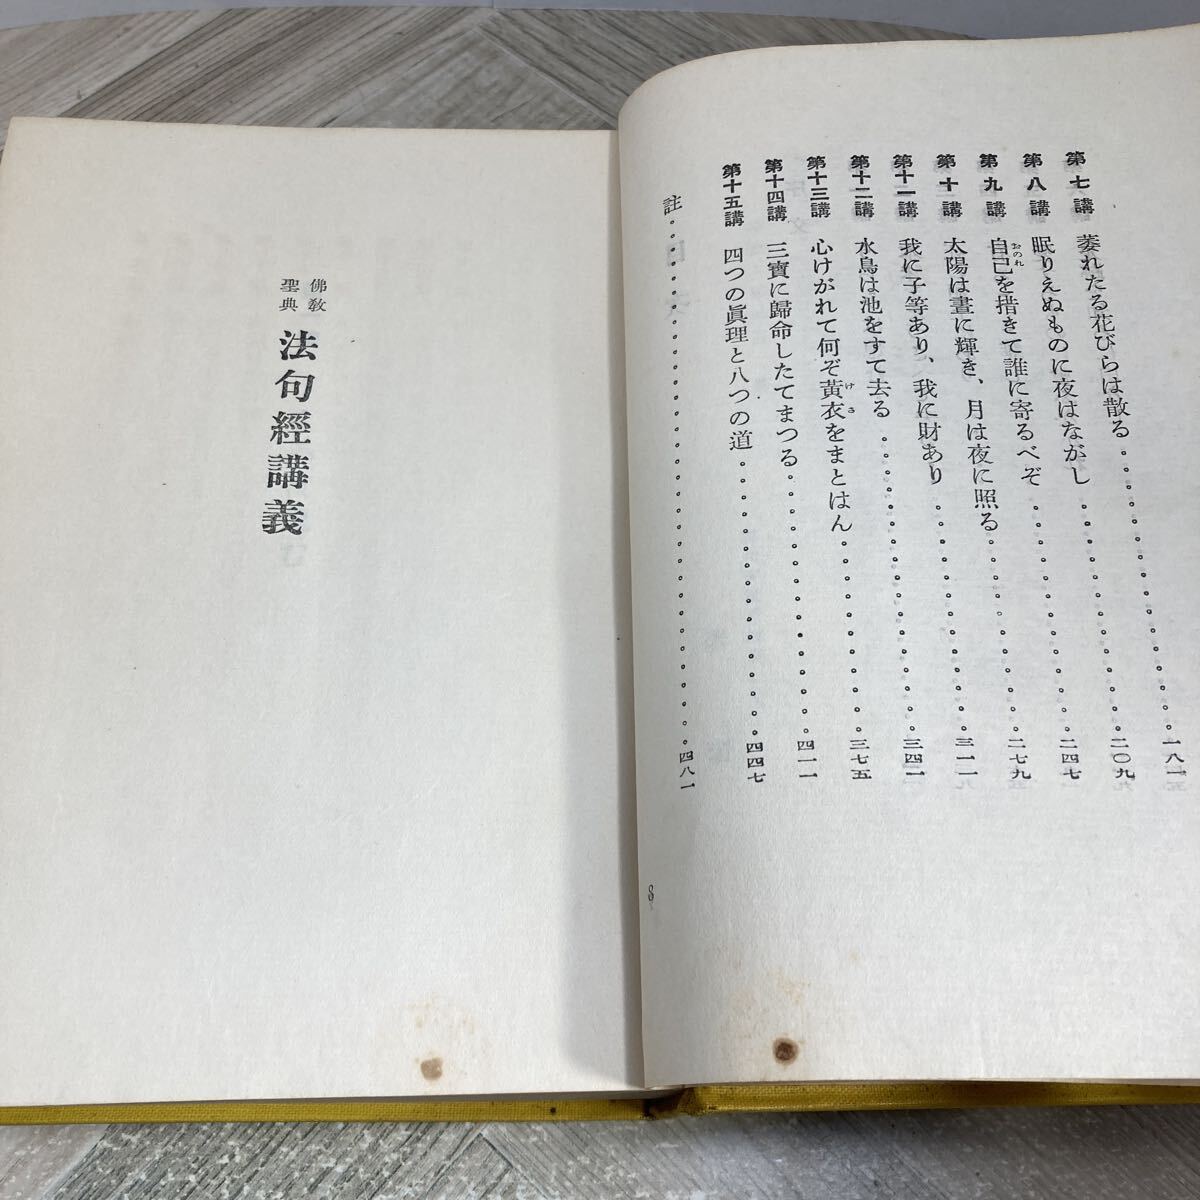 第七講 萎れたる花びらは散る……………一八一
第八講 眠りえぬものに夜はながし……………二〇九
第九講 自己を措きて誰に寄るべぞ……………二四七
おのれ
第十講 太陽は晝に輝き、月は夜に照る……………二七九
第十一講 我に子等あり、我に財あり……………三一一
第十二講 水鳥は池をすて去る……………三四一
第十三講 心けがれて何ぞ黃衣をまとはん……………三七五
けさ
第十四講 三寶に歸命したてまつる……………四一一
第十五講 四つの眞理と八つの道……………四四七
註……………四八一
8
佛敎
聖典
法句經講義